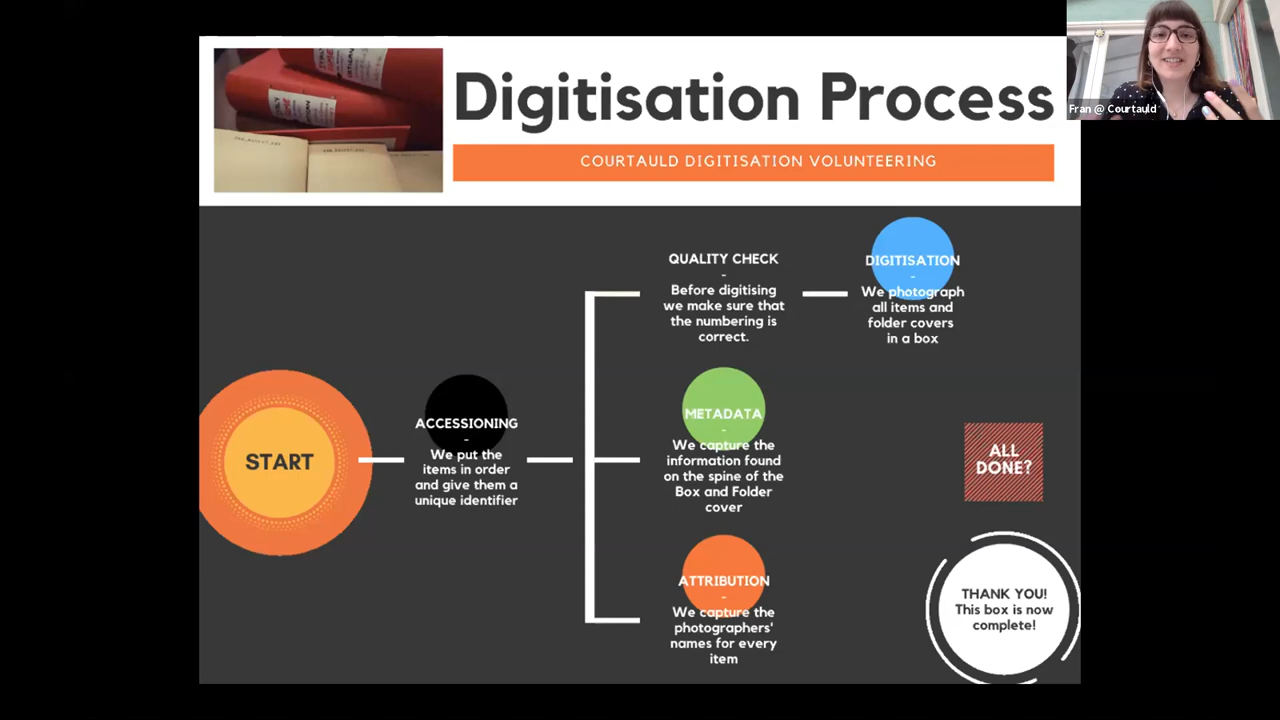 Digitisation Process
COURTAULD DIGITISATION VOLUNTEERING
Fran @ Courtauld
START
ACCESSIONING
-
We put the
items in order
and give them a
unique identifier
QUALITY CHECK
-
Before digitising
we make sure that
the numbering is
correct.
DIGITISATION
-
We photograph
all items and
folder covers
in a box
METADATA
-
We capture the
information found
on the spine of the
Box and Folder
cover
ATTRIBUTION
-
We capture the
photographers'
names for every
item
ALL
DONE?
THANK YOU!
This box is now
complete!